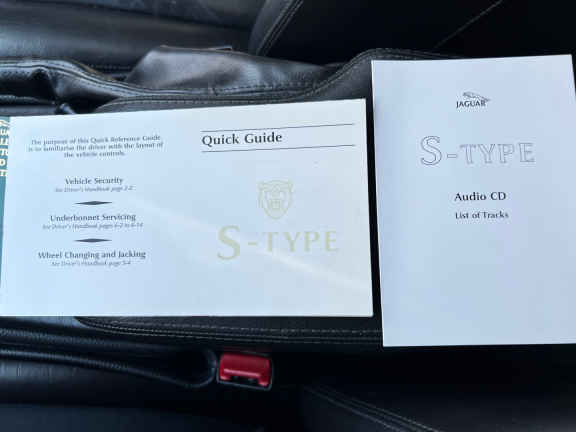 The purpose of this Quick Reference Guide
is to familiarise the driver with the layout of
the vehicle controls.
Vehicle Security
See Driver's Handbook page 2-2
Underbonnet Servicing
See Driver's Handbook pages 6-2 to 6-14
Wheel Changing and Jacking
See Driver's Handbook page 5-4
Quick Guide
S-TYPE
JAGUAR
S-TYPE
Audio CD
List of Tracks